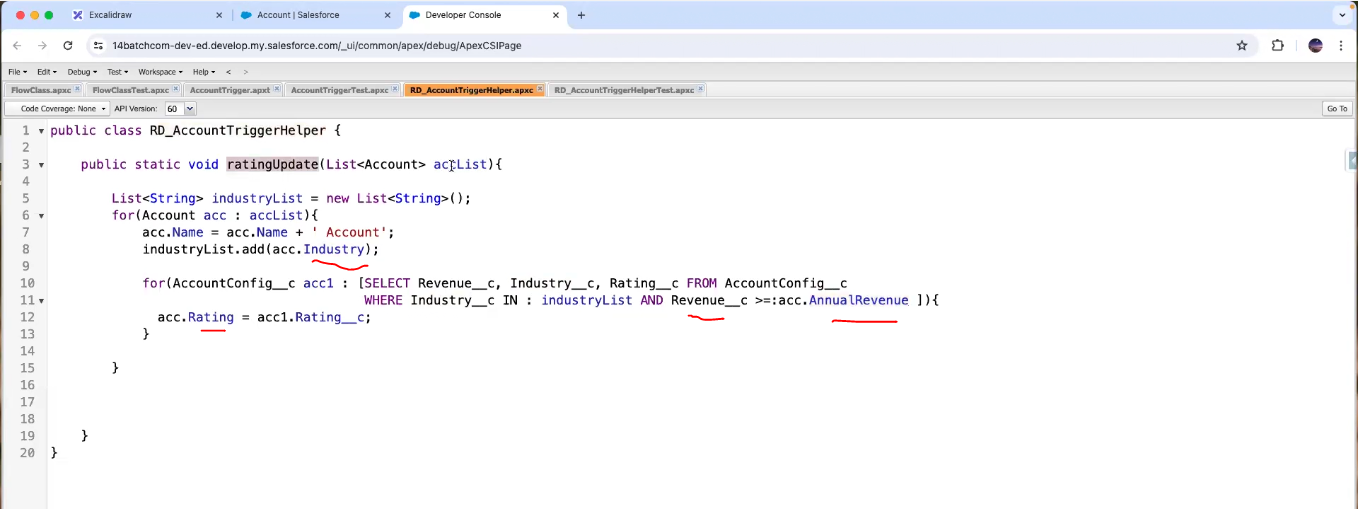 Excalidraw
Account | Salesforce
Developer Console
14batchcom-dev-ed.develop.my.salesforce.com/_ui/common/apex/debug/ApexCSIPage
File Edit Debug Test Workspace Help < >
FlowClass.apxc FlowClassTest.apxc AccountTrigger.apxt AccountTriggerTest.apxc RD_AccountTriggerHelper.apxc RD_AccountTriggerHelperTest.apxc
Code Coverage: None API Version: 60 Go To
1 public class RD_AccountTriggerHelper {
2
3 public static void ratingUpdate(List<Account> accList){
4
5 List<String> industryList = new List<String>();
6 for(Account acc : accList){
7 acc.Name = acc.Name + ' Account';
8 industryList.add(acc.Industry);
9
10 for(AccountConfig__c acc1 : [SELECT Revenue__c, Industry__c, Rating__c FROM AccountConfig__c
11 WHERE Industry__c IN : industryList AND Revenue__c >=:acc.AnnualRevenue ]){
12 acc.Rating = acc1.Rating__c;
13 }
14
15 }
16
17
18
19 }
20 }